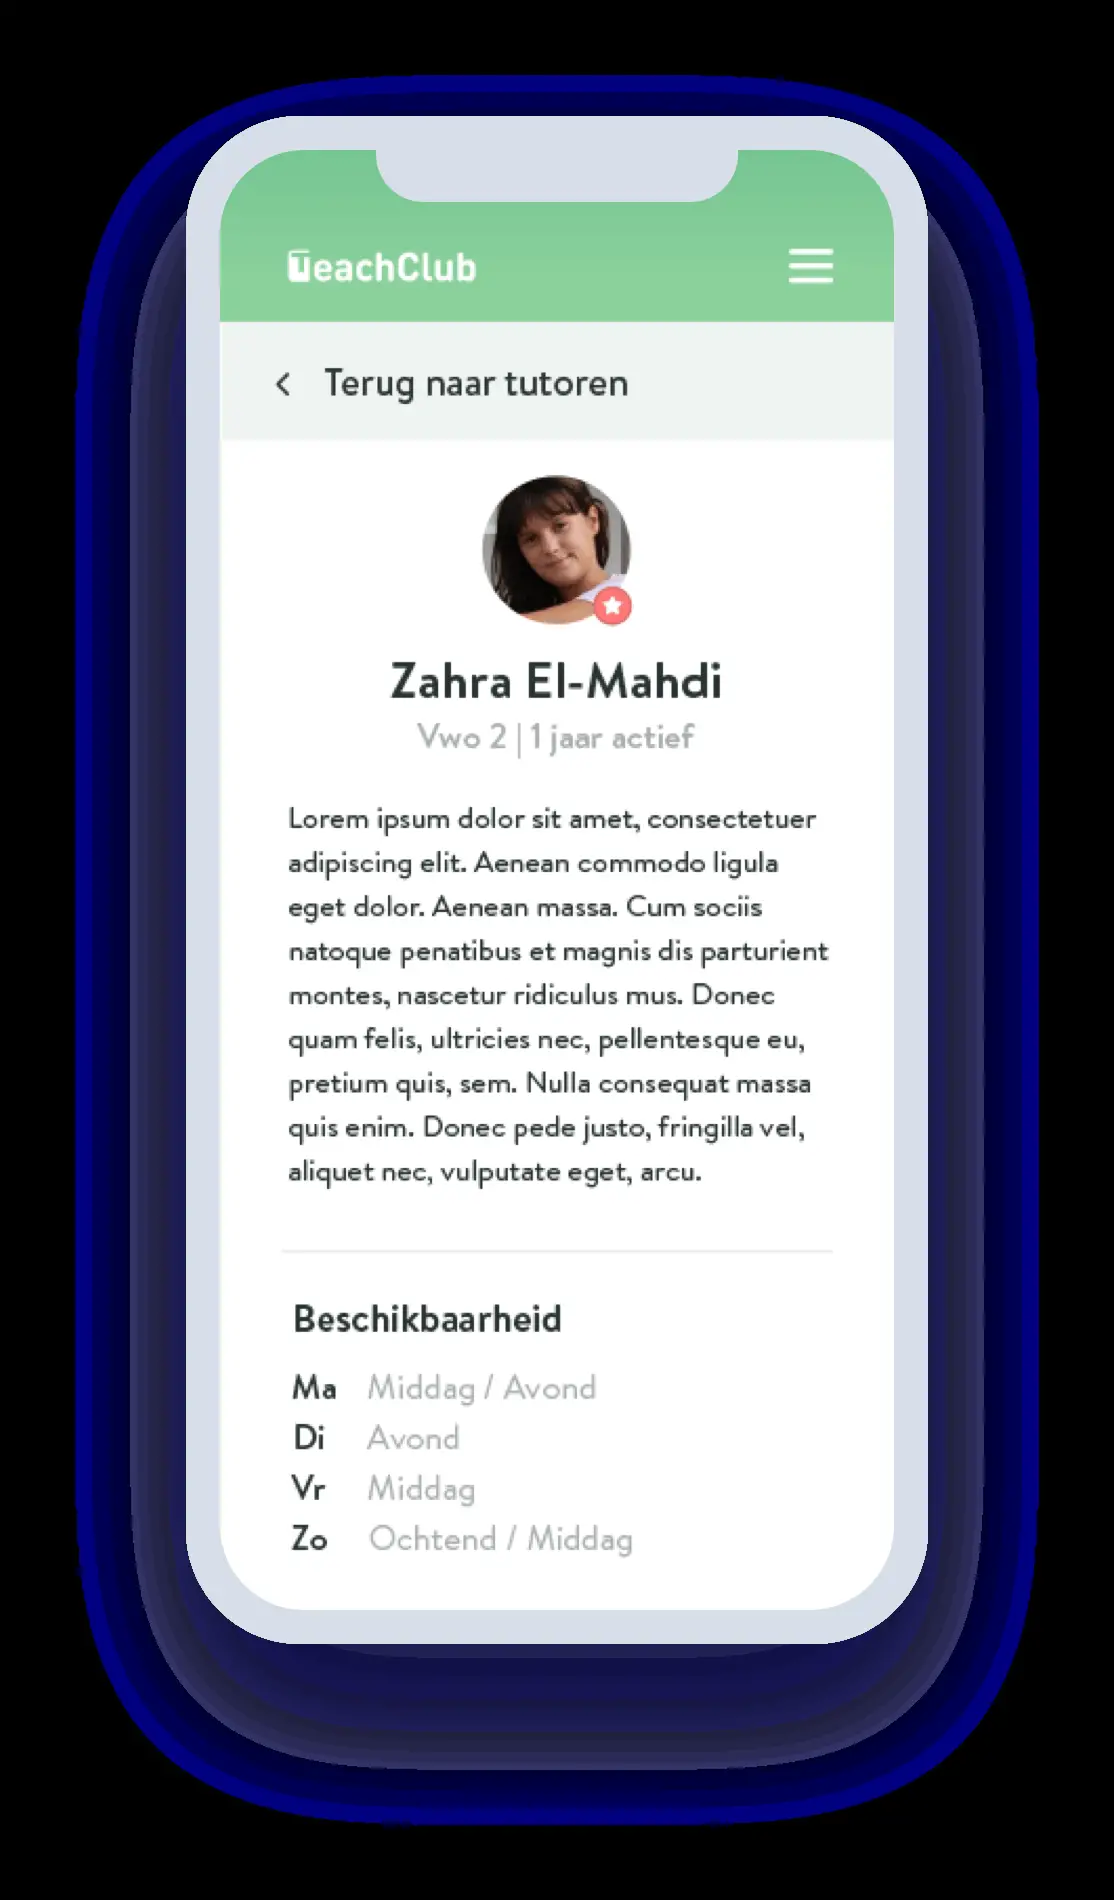 TeachClub
Terug naar tutoren
Zahra El-Mahdi
Vwo 2 | 1 jaar actief
Lorem ipsum dolor sit amet, consectetuer
adipiscing elit. Aenean commodo ligula
eget dolor. Aenean massa. Cum sociis
natoque penatibus et magnis dis parturient
montes, nascetur ridiculus mus. Donec
quam felis, ultricies nec, pellentesque eu,
pretium quis, sem. Nulla consequat massa
quis enim. Donec pede justo, fringilla vel,
aliquet nec, vulputate eget, arcu.
Beschikbaarheid
Ma Middag / Avond
Di Avond
Vr Middag
Zo Ochtend / Middag